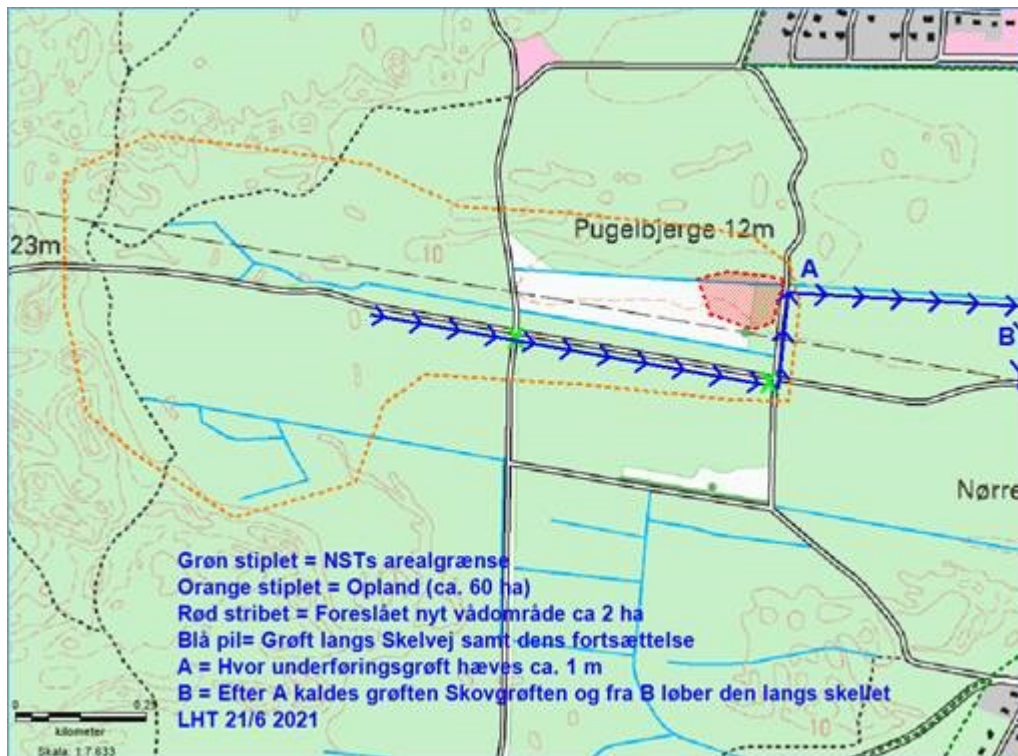 Pugelbjerge 12m
23m
10
A
B
Nørre
Grøn stiplet = NSTs arealgrænse
Orange stiplet = Opland (ca. 60 ha)
Rød stribet = Foreslået nyt vådområde ca 2 ha
Blå pil= Grøft langs Skelvej samt dens fortsættelse
A = Hvor underføringsgrøft hæves ca. 1 m
B = Efter A kaldes grøften Skovgrøften og fra B løber den langs skellet
LHT 21/6 2021
10
0 0,25
kilometer
Skala: 1:7.633